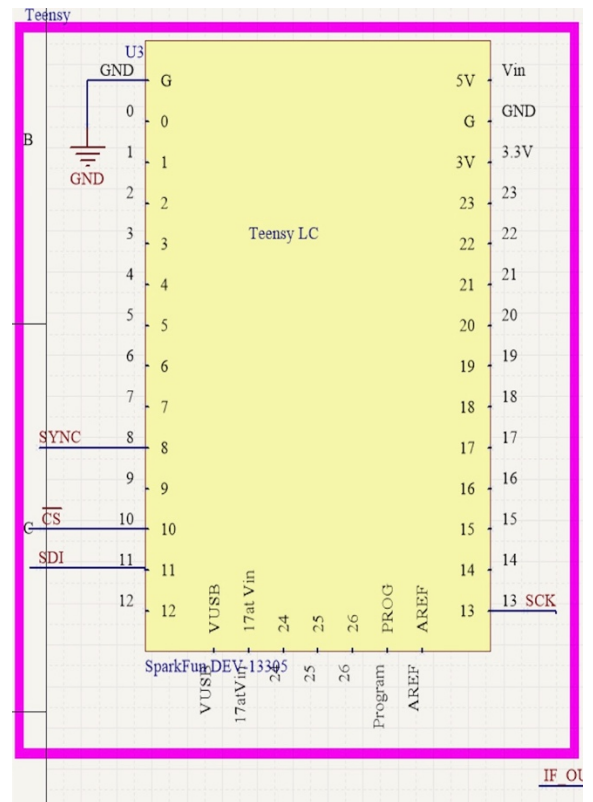 Teensy
U3
GND G 5V Vin
0 0 G GND
B
1 1 3V 3.3V
GND
2 2 23 23
3 3 Teensy LC 22 22
4 4 21 21
5 5 20 20
6 6 19 19
7 7 18 18
SYNC 8 8 17 17
9 9 16 16
C CS 10 10 15 15
SDI 11 11 14 14
12 12 13 13 SCK
VUSB 17at Vin 24 25 26 PROG AREF
SparkFun DEV-13305
VUSB 17atVin 24 25 26 Program AREF